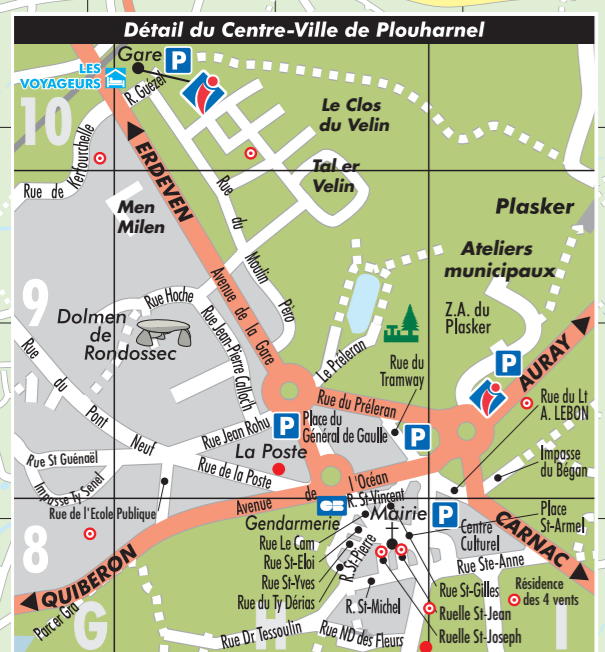 Détail du Centre-Ville de Plouharnel
Gare
P
LES
VOYAGEURS
R. Guézel
10
Le Clos
du Velin
ERDEVEN
Rue de Kerfourchelle
Tal er
Velin
Men
Milen
Rue du Moulin Péro
Plasker
Ateliers
municipaux
9
Rue Hoche
Avenue de la Gare
Z.A. du
Plasker
Dolmen
de
Rondossec
Rue Jean-Pierre Calloch
Le Préleran
Rue du
Tramway
P
AURAY
Rue du Pont Neuf
Rue du Préleran
Rue du Lt
A. LEBON
Rue Jean Rohu
P
Place du
Général de Gaulle
P
Rue St Guénaël
La Poste
Impasse
du Bégan
Impasse Ty Seriel
Rue de la Poste
Avenue de l'Océan
Rue de l'Ecole Publique
CB
R. St-Vincent
8
Gendarmerie
Mairie
P
Place
St-Armel
Rue Le Cam
Centre
Culturel
CARNAC
Rue St-Eloi
R. St-Pierre
Rue Ste-Anne
QUIBERON
Rue St-Yves
Rue St-Gilles
Résidence
des 4 vents
Rue du Ty Dérias
R. St-Michel
Ruelle St-Jean
Parc er Gra
G
H
I
Rue Dr Tessoulin
Rue ND des Fleurs
Ruelle St-Joseph